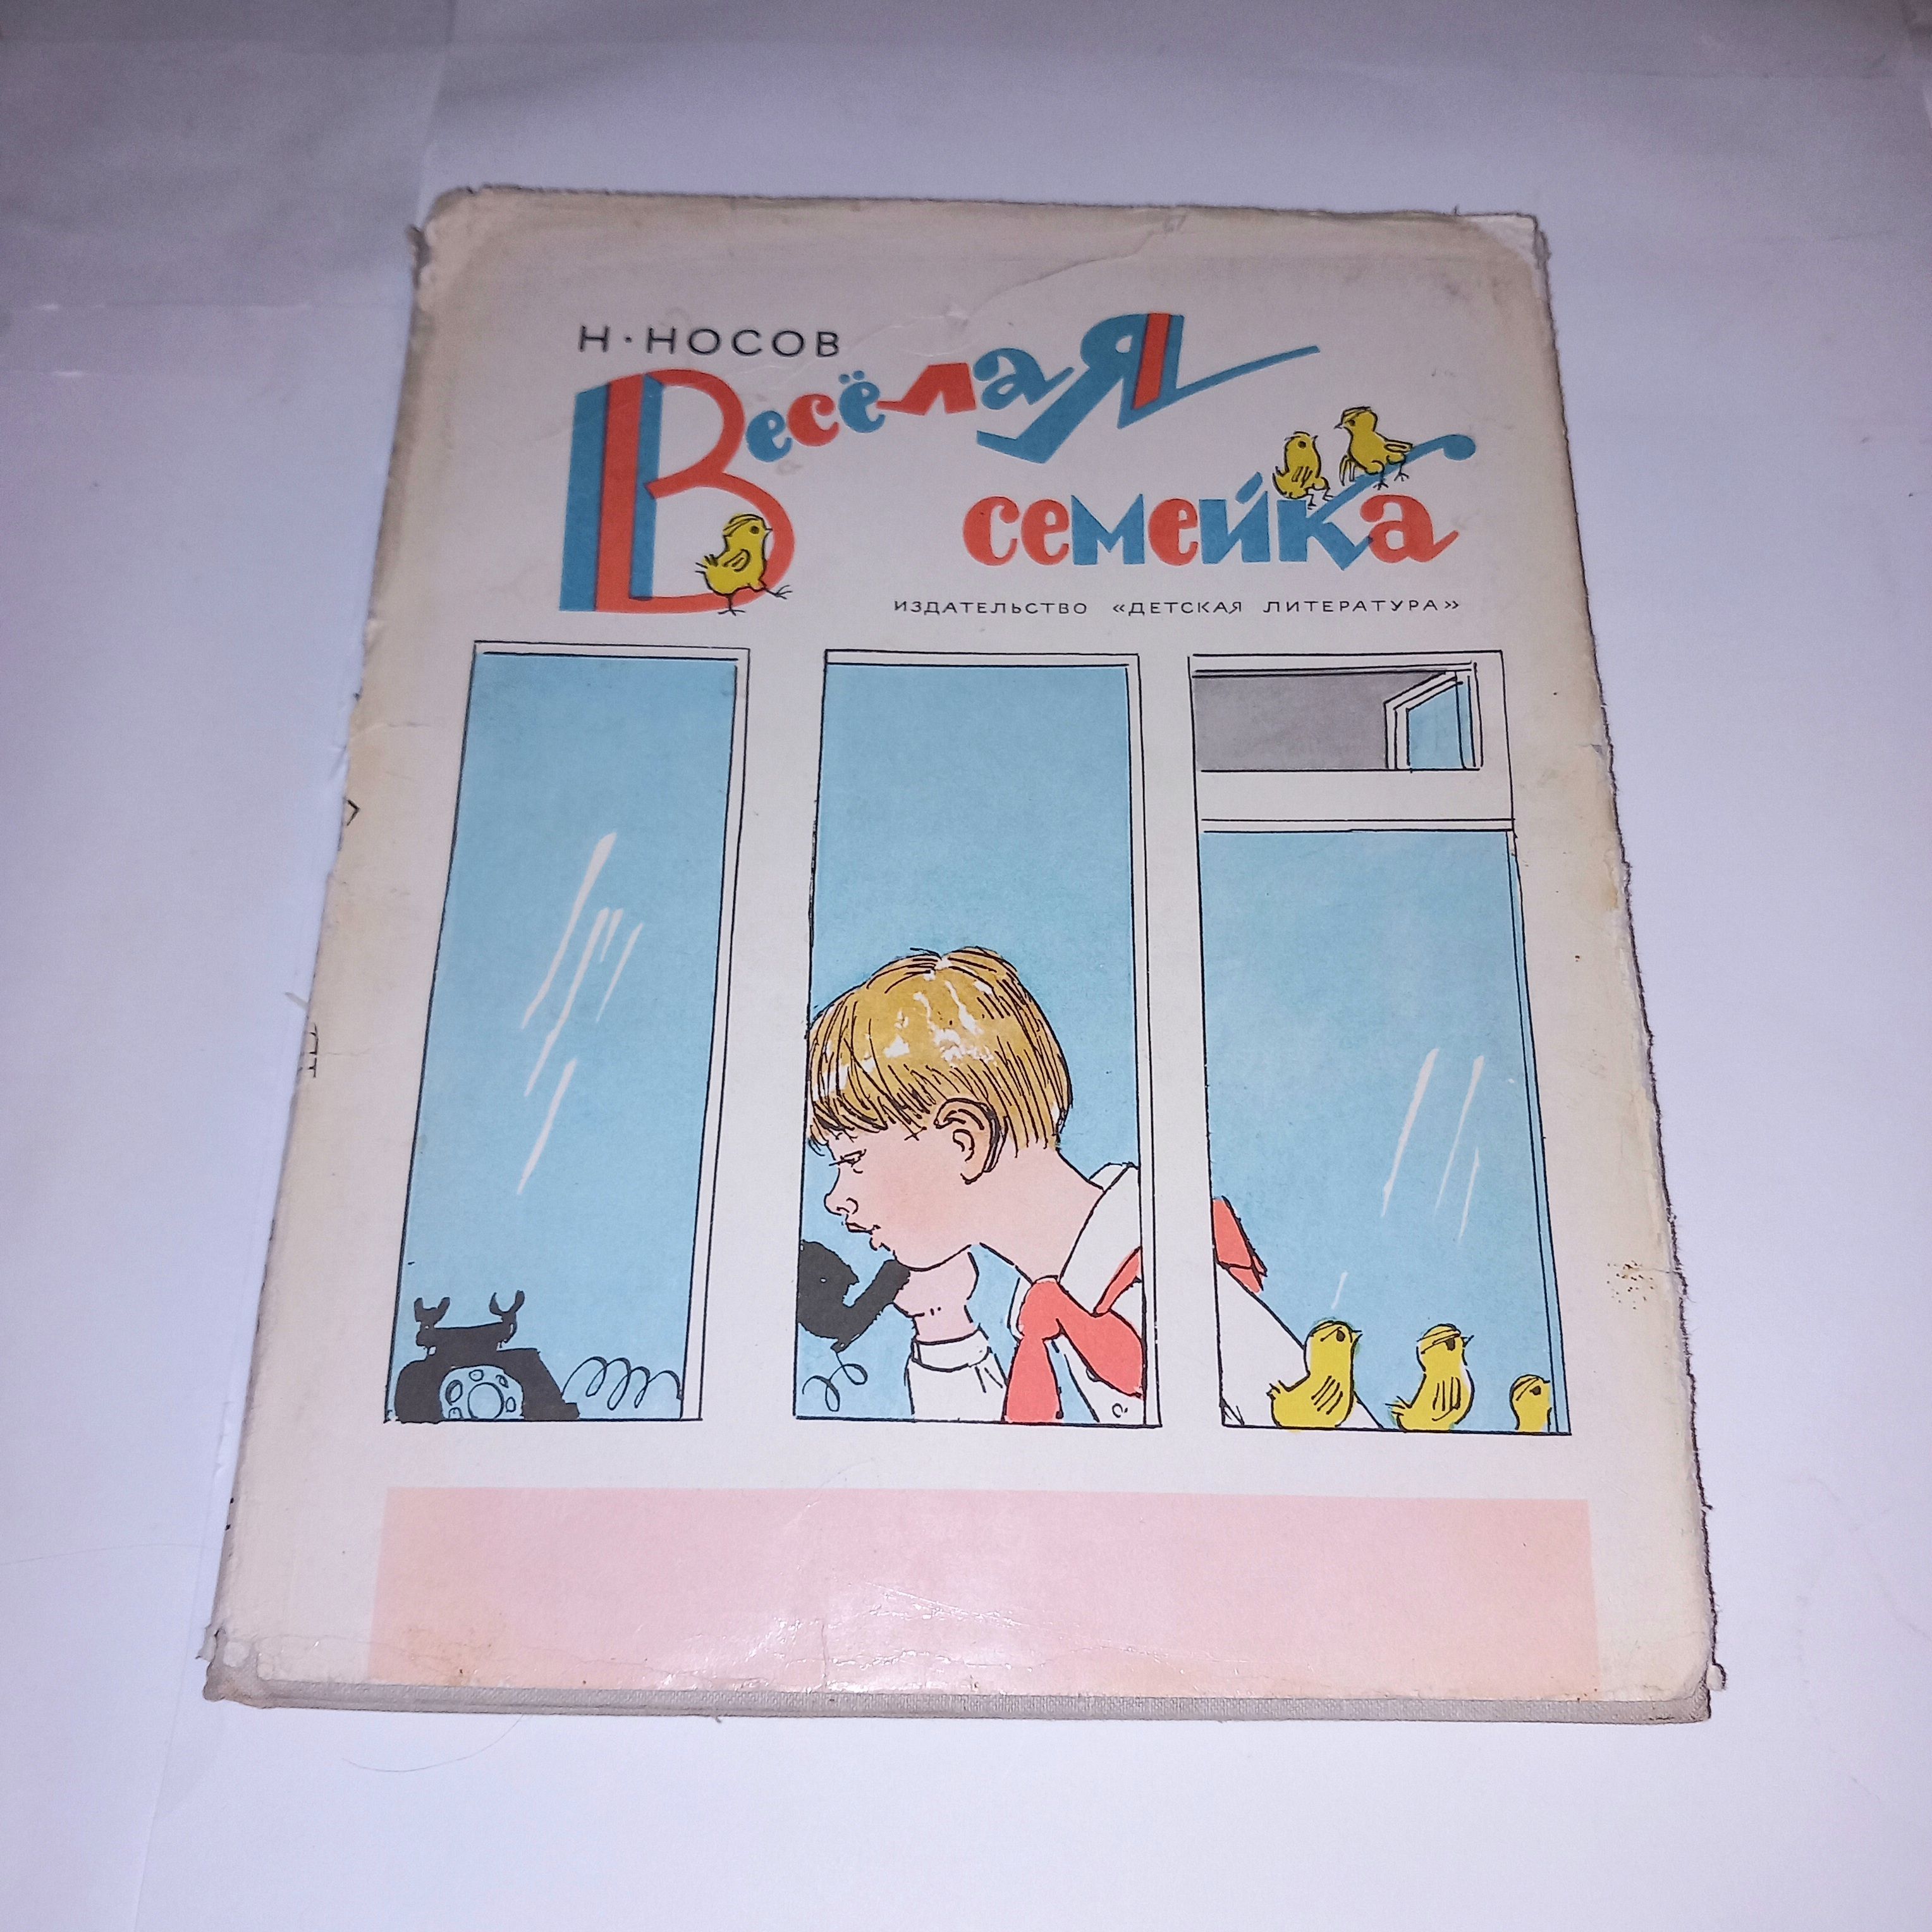 Н·НОСОВ
Весёлая
семейка
ИЗДАТЕЛЬСТВО «ДЕТСКАЯ ЛИТЕРАТУРА»